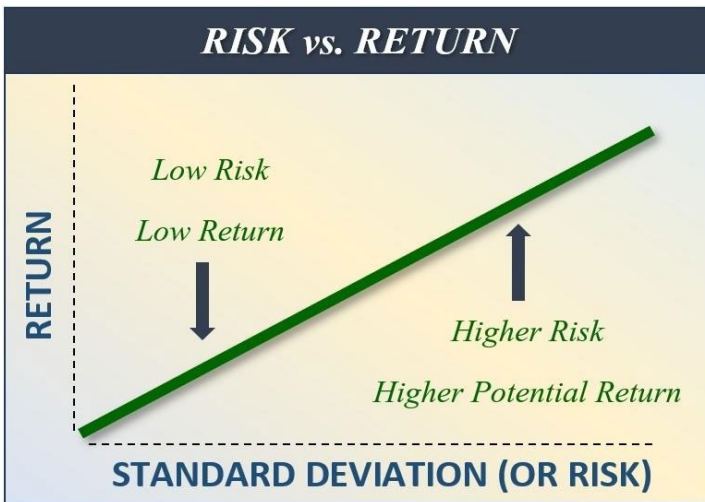 RISK vs. RETURN
Low Risk
Low Return
RETURN
Higher Risk
Higher Potential Return
STANDARD DEVIATION (OR RISK)